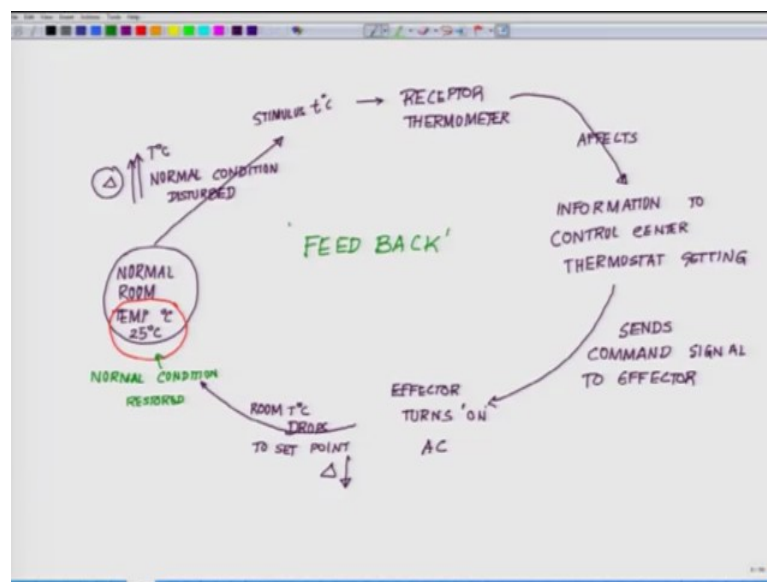 STIMULUS t°C → RECEPTOR
THERMOMETER
AFFECTS
INFORMATION TO
CONTROL CENTER
THERMOSTAT SETTING
SENDS
COMMAND SIGNAL
TO EFFECTOR
EFFECTOR
TURNS 'ON'
AC
ROOM T°C
DROPS
TO SET POINT
Δ ↓
NORMAL
ROOM
TEMP °C
25°C
NORMAL CONDITION
RESTORED
Δ ↑↑ T°C
NORMAL CONDITION
DISTURBED
'FEED BACK'